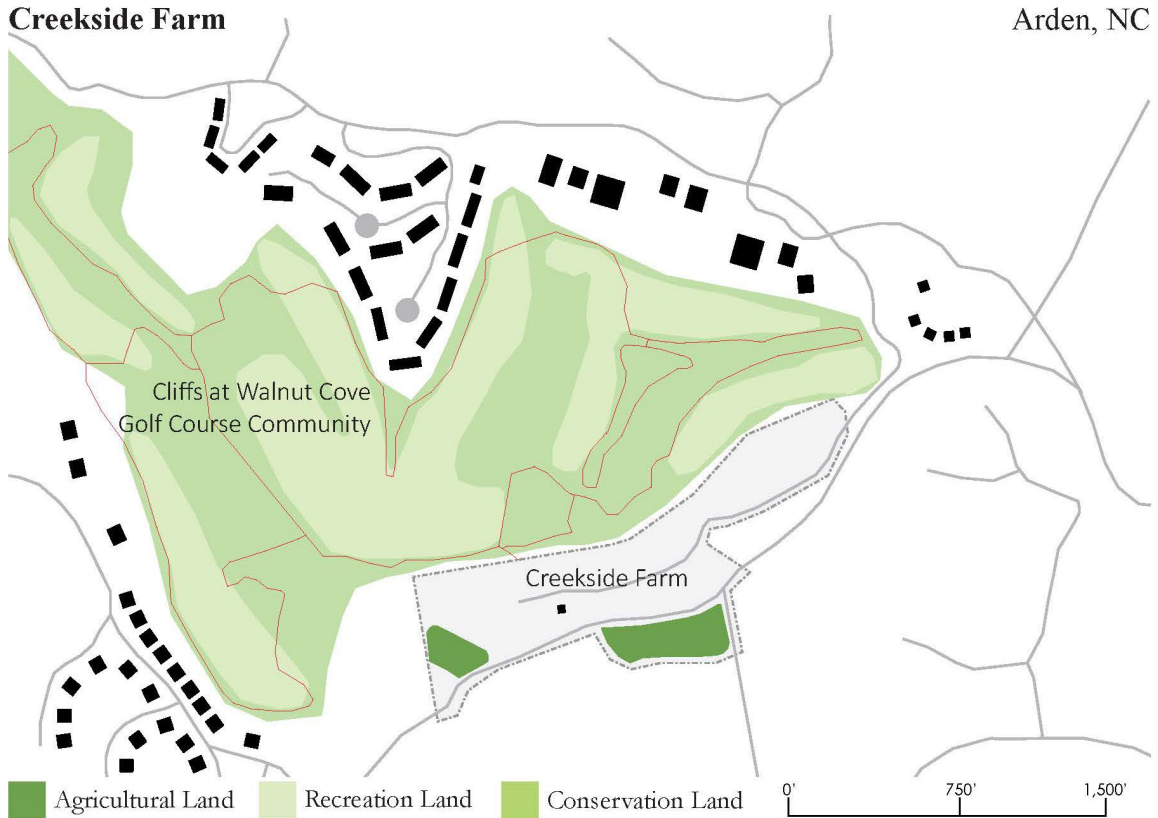 Creekside Farm
Arden, NC
Cliffs at Walnut Cove
Golf Course Community
Creekside Farm
Agricultural Land
Recreation Land
Conservation Land
0'
750'
1,500'